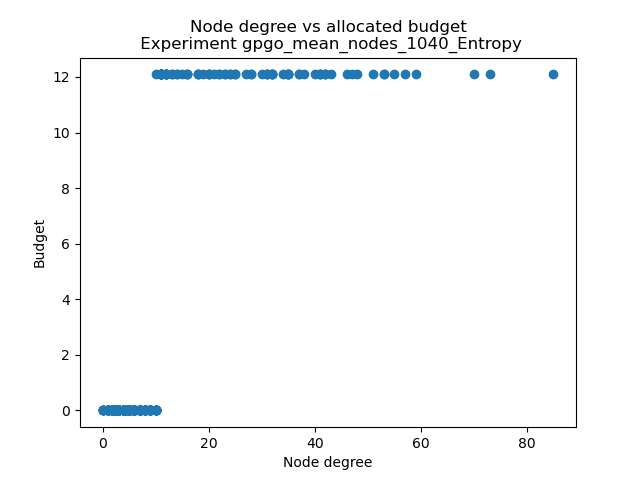 Node degree vs allocated budget
Experiment gpgo_mean_nodes_1040_Entropy
12
10
8
6
4
2
0
Budget
0 20 40 60 80
Node degree